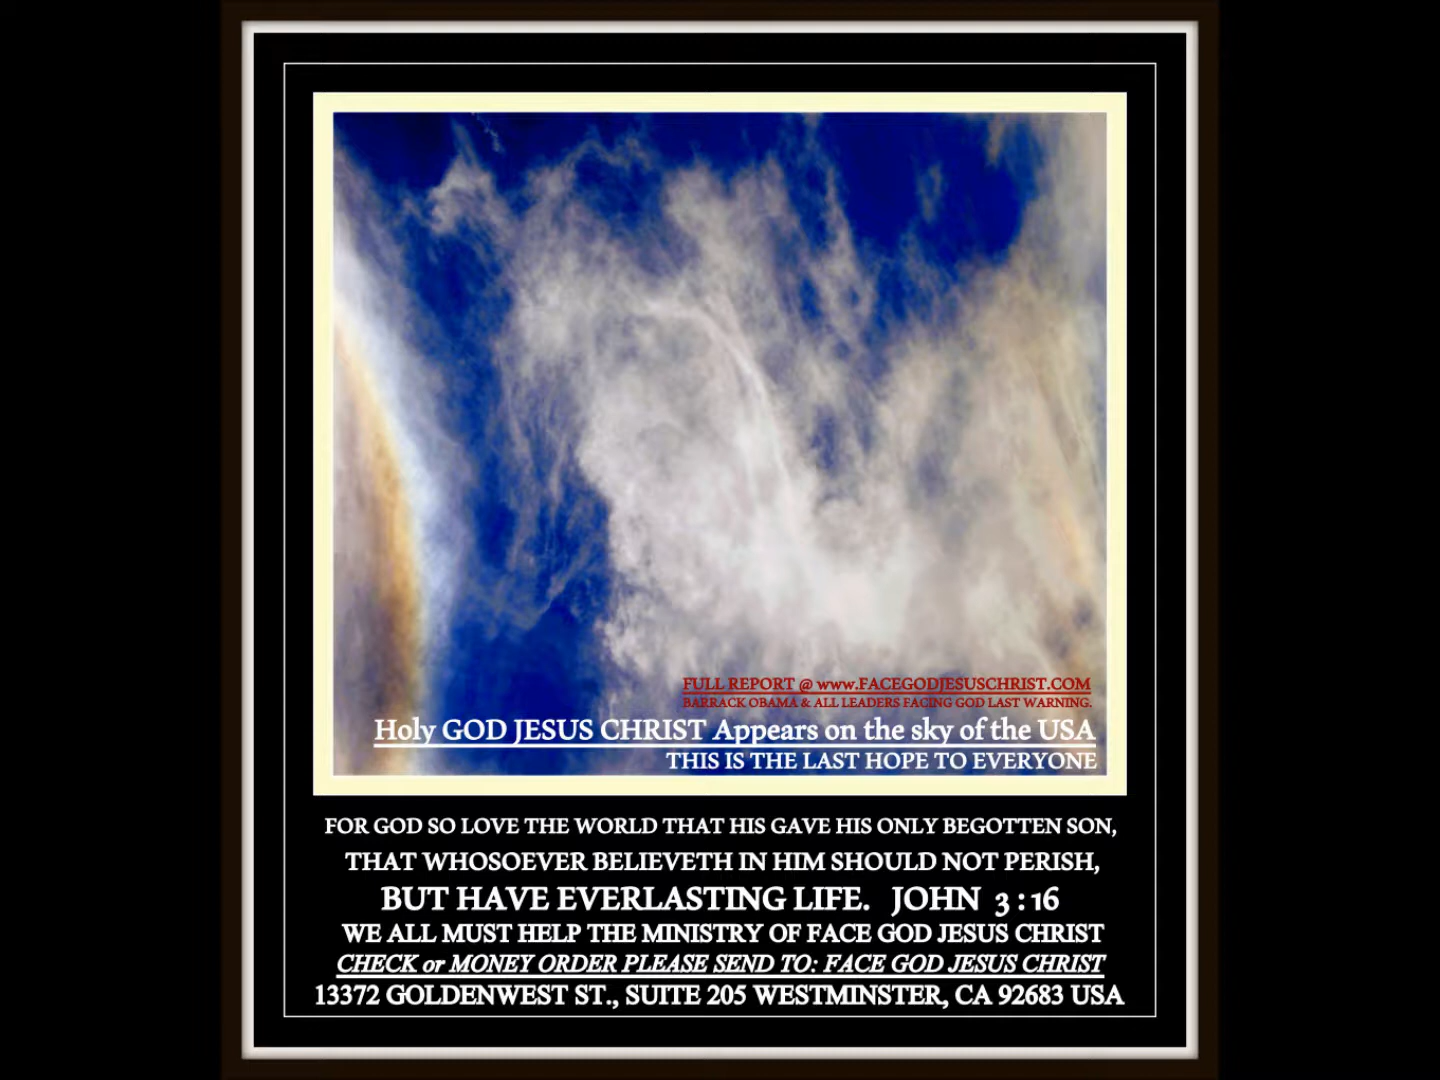 FULL REPORT @ www.FACEGODJESUSCHRIST.COM
BARRACK OBAMA & ALL LEADERS FACING GOD LAST WARNING.
Holy GOD JESUS CHRIST Appears on the sky of the USA
THIS IS THE LAST HOPE TO EVERYONE
FOR GOD SO LOVE THE WORLD THAT HIS GAVE HIS ONLY BEGOTTEN SON,
THAT WHOSOEVER BELIEVETH IN HIM SHOULD NOT PERISH,
BUT HAVE EVERLASTING LIFE. JOHN 3 : 16
WE ALL MUST HELP THE MINISTRY OF FACE GOD JESUS CHRIST
CHECK or MONEY ORDER PLEASE SEND TO: FACE GOD JESUS CHRIST
13372 GOLDENWEST ST., SUITE 205 WESTMINSTER, CA 92683 USA